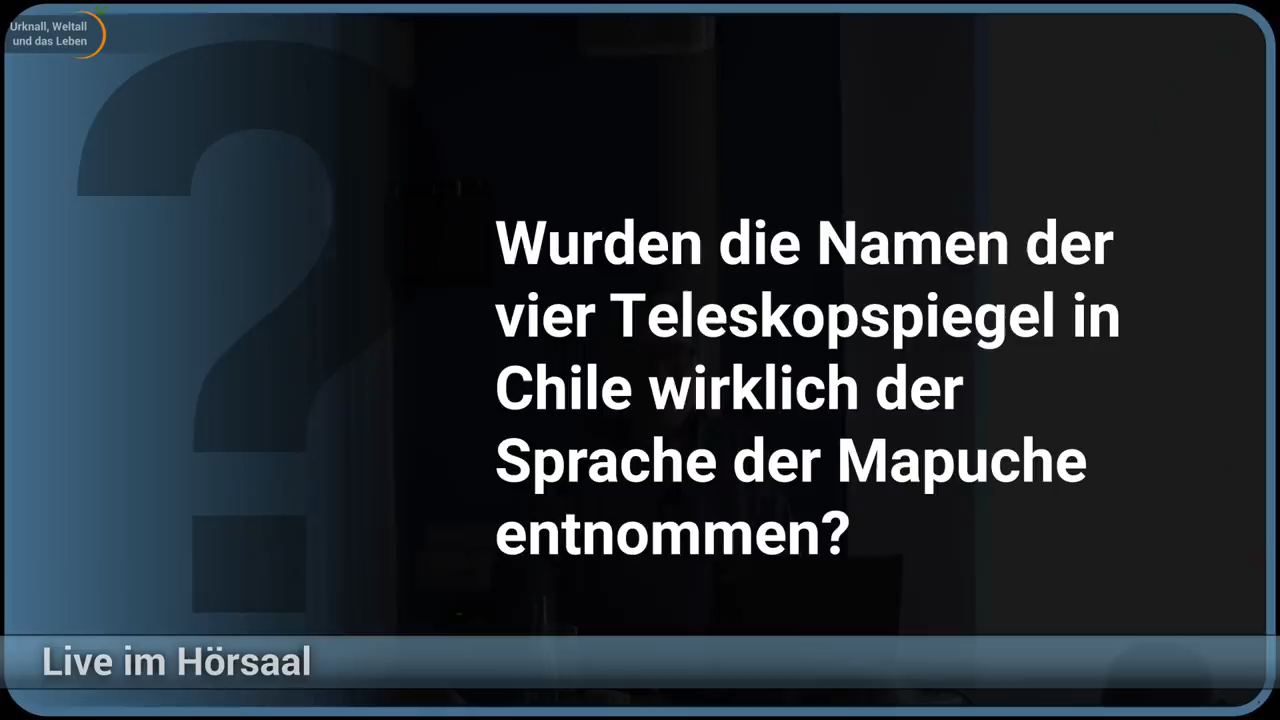 Urknall, Weltall
und das Leben
Wurden die Namen der
vier Teleskopspiegel in
Chile wirklich der
Sprache der Mapuche
entnommen?
Live im Hörsaal